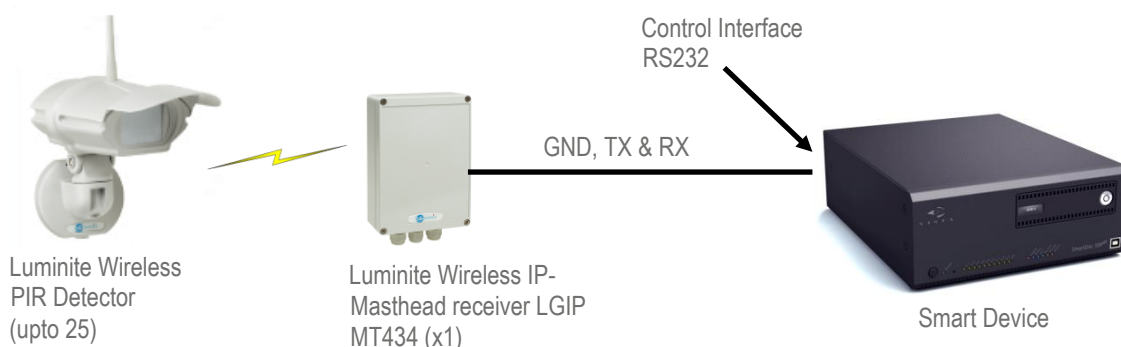 Control Interface
RS232
GND, TX & RX
Luminite Wireless
PIR Detector
(upto 25)
Luminite Wireless IP-
Masthead receiver LGIP
MT434 (x1)
Smart Device